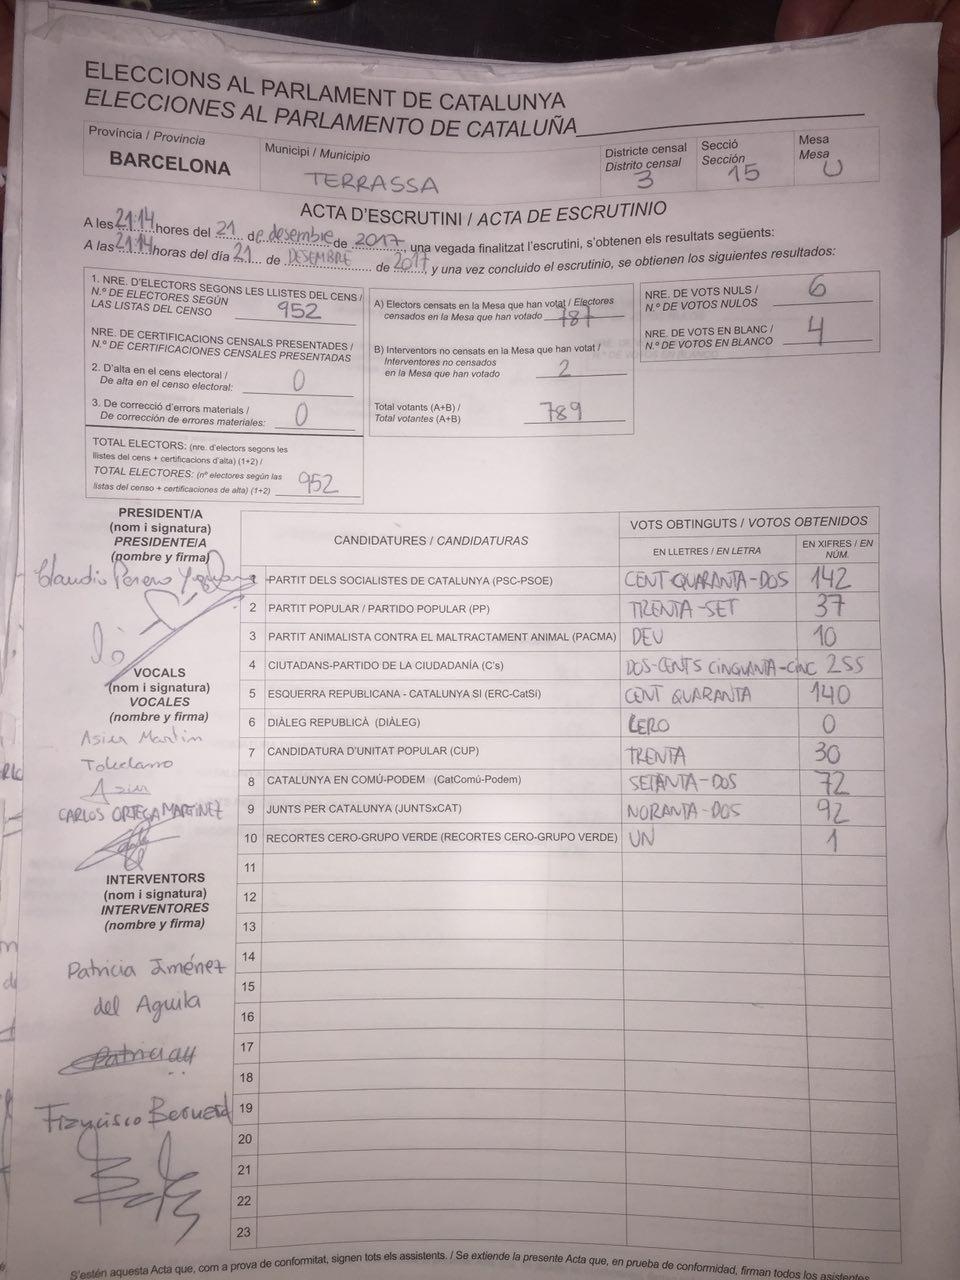 ELECCIONS AL PARLAMENT DE CATALUNYA
ELECCIONES AL PARLAMENTO DE CATALUÑA
Província / Provincia
BARCELONA
Municipi / Municipio
TERRASSA
Districte censal
Distrito censal
3
Secció
Sección
15
Mesa
Mesa
U
ACTA D'ESCRUTINI / ACTA DE ESCRUTINIO
A les 21:14 hores del 21 de desembre de 2017, una vegada finalitzat l'escrutini, s'obtenen els resultats següents:
A las 21:14 horas del día 21 de DESEMBRE de 2017 y una vez concluido el escrutinio, se obtienen los siguientes resultados:
1. NRE. D'ELECTORS SEGONS LES LLISTES DEL CENS /
N.º DE ELECTORES SEGÚN
LAS LISTAS DEL CENSO 952
NRE. DE CERTIFICACIONS CENSALS PRESENTADES /
N.º DE CERTIFICACIONES CENSALES PRESENTADAS
2. D'alta en el cens electoral /
De alta en el censo electoral: 0
3. De correcció d'errors materials /
De corrección de errores materiales: 0
TOTAL ELECTORS: (nre. d'electors segons les
llistes del cens + certificacions d'alta) (1+2) /
TOTAL ELECTORES: (nº electores según las
listas del censo + certificaciones de alta) (1+2) 952
A) Electors censats en la Mesa que han votat / Electores
censados en la Mesa que han votado 787
B) Interventors no censats en la Mesa que han votat /
Interventores no censados
en la Mesa que han votado 2
Total votants (A+B) /
Total votantes (A+B) 789
NRE. DE VOTS NULS /
N.º DE VOTOS NULOS 6
NRE. DE VOTS EN BLANC /
N.º DE VOTOS EN BLANCO 4
PRESIDENT/A
(nom i signatura)
PRESIDENTE/A
(nombre y firma)
Claudio
VOCALS
(nom i signatura)
VOCALES
(nombre y firma)
Asier Martin
Toledano
Asier
CARLOS ORTEGA MARTINEZ
INTERVENTORS
(nom i signatura)
INTERVENTORES
(nombre y firma)
Patricia Jiménez
del Aguila
Francisco
CANDIDATURES / CANDIDATURAS
VOTS OBTINGUTS / VOTOS OBTENIDOS
EN LLETRES / EN LETRA
EN XIFRES / EN
NÚM.
1 PARTIT DELS SOCIALISTES DE CATALUNYA (PSC-PSOE) CENT QUARANTA-DOS 142
2 PARTIT POPULAR / PARTIDO POPULAR (PP) TRENTA-SET 37
3 PARTIT ANIMALISTA CONTRA EL MALTRACTAMENT ANIMAL (PACMA) DEU 10
4 CIUTADANS-PARTIDO DE LA CIUDADANÍA (C's) DOS-CENTS CINQUANTA-CINC 255
5 ESQUERRA REPUBLICANA - CATALUNYA SI (ERC-CatSí) CENT QUARANTA 140
6 DIÀLEG REPUBLICÀ (DIÀLEG) CERO 0
7 CANDIDATURA D'UNITAT POPULAR (CUP) TRENTA 30
8 CATALUNYA EN COMÚ-PODEM (CatComú-Podem) SETANTA-DOS 72
9 JUNTS PER CATALUNYA (JUNTSxCAT) NORANTA-DOS 92
10 RECORTES CERO-GRUPO VERDE (RECORTES CERO-GRUPO VERDE) UN 1
11
12
13
14
15
16
17
18
19
20
21
22
23
S'estén aquesta Acta que, com a prova de conformitat, signen tots els assistents. / Se extiende la presente Acta que, en prueba de conformidad, firman todos los asistentes